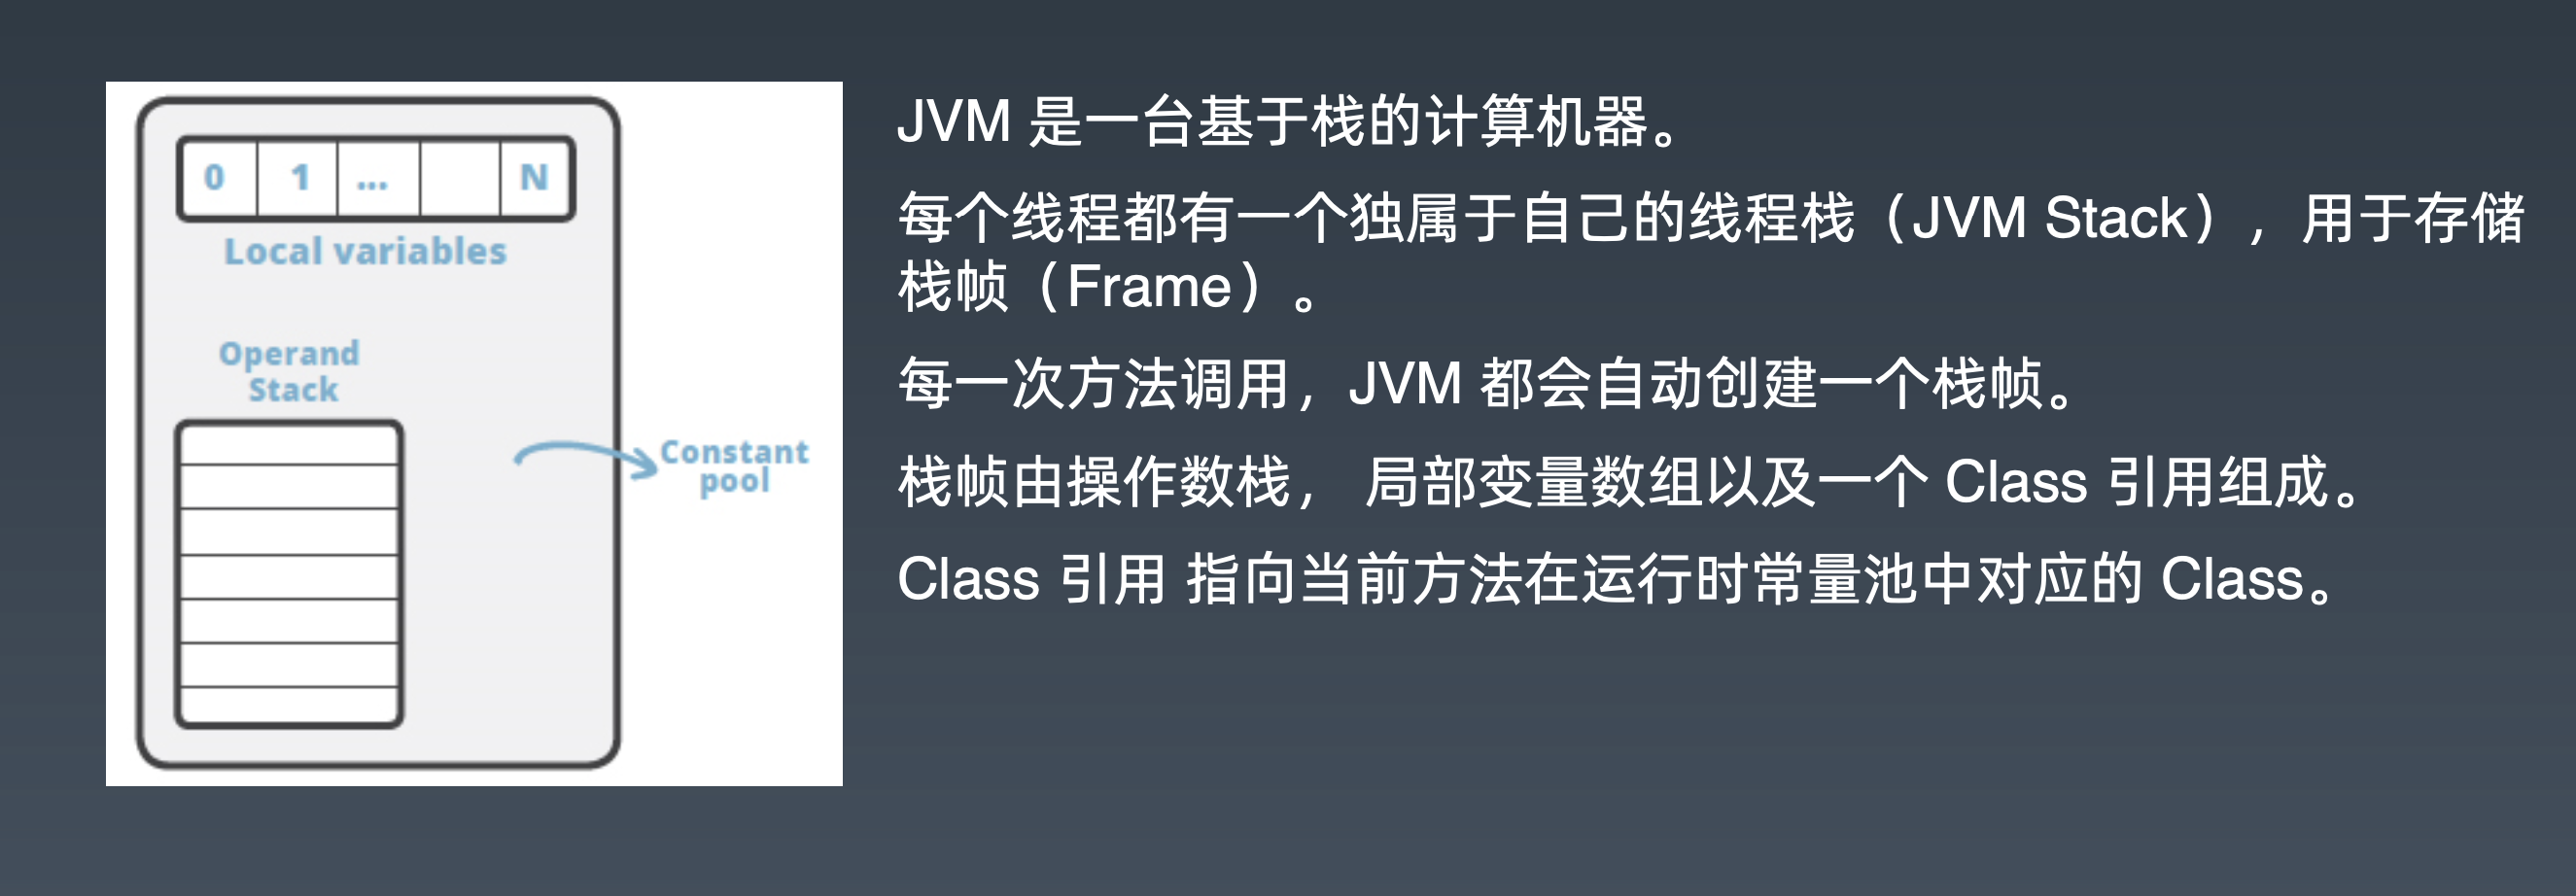 0 1 ... N
Local variables
Operand
Stack
Constant
pool
JVM 是一台基于栈的计算机器。
每个线程都有一个独属于自己的线程栈（JVM Stack），用于存储
栈帧（Frame）。
每一次方法调用，JVM 都会自动创建一个栈帧。
栈帧由操作数栈， 局部变量数组以及一个 Class 引用组成。
Class 引用 指向当前方法在运行时常量池中对应的 Class。